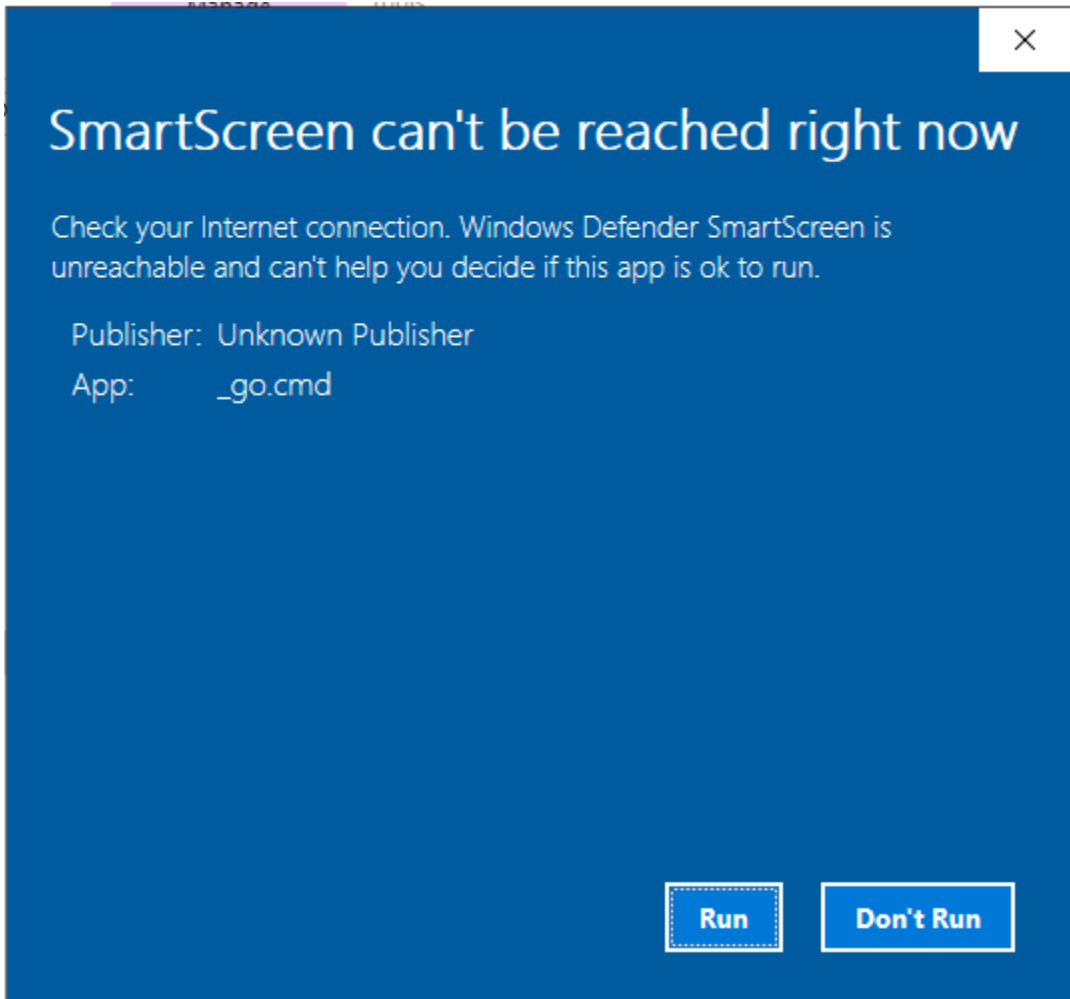 Manage
SmartScreen can't be reached right now
Check your Internet connection. Windows Defender SmartScreen is
unreachable and can't help you decide if this app is ok to run.
Publisher: Unknown Publisher
App: _go.cmd
Run Don't Run